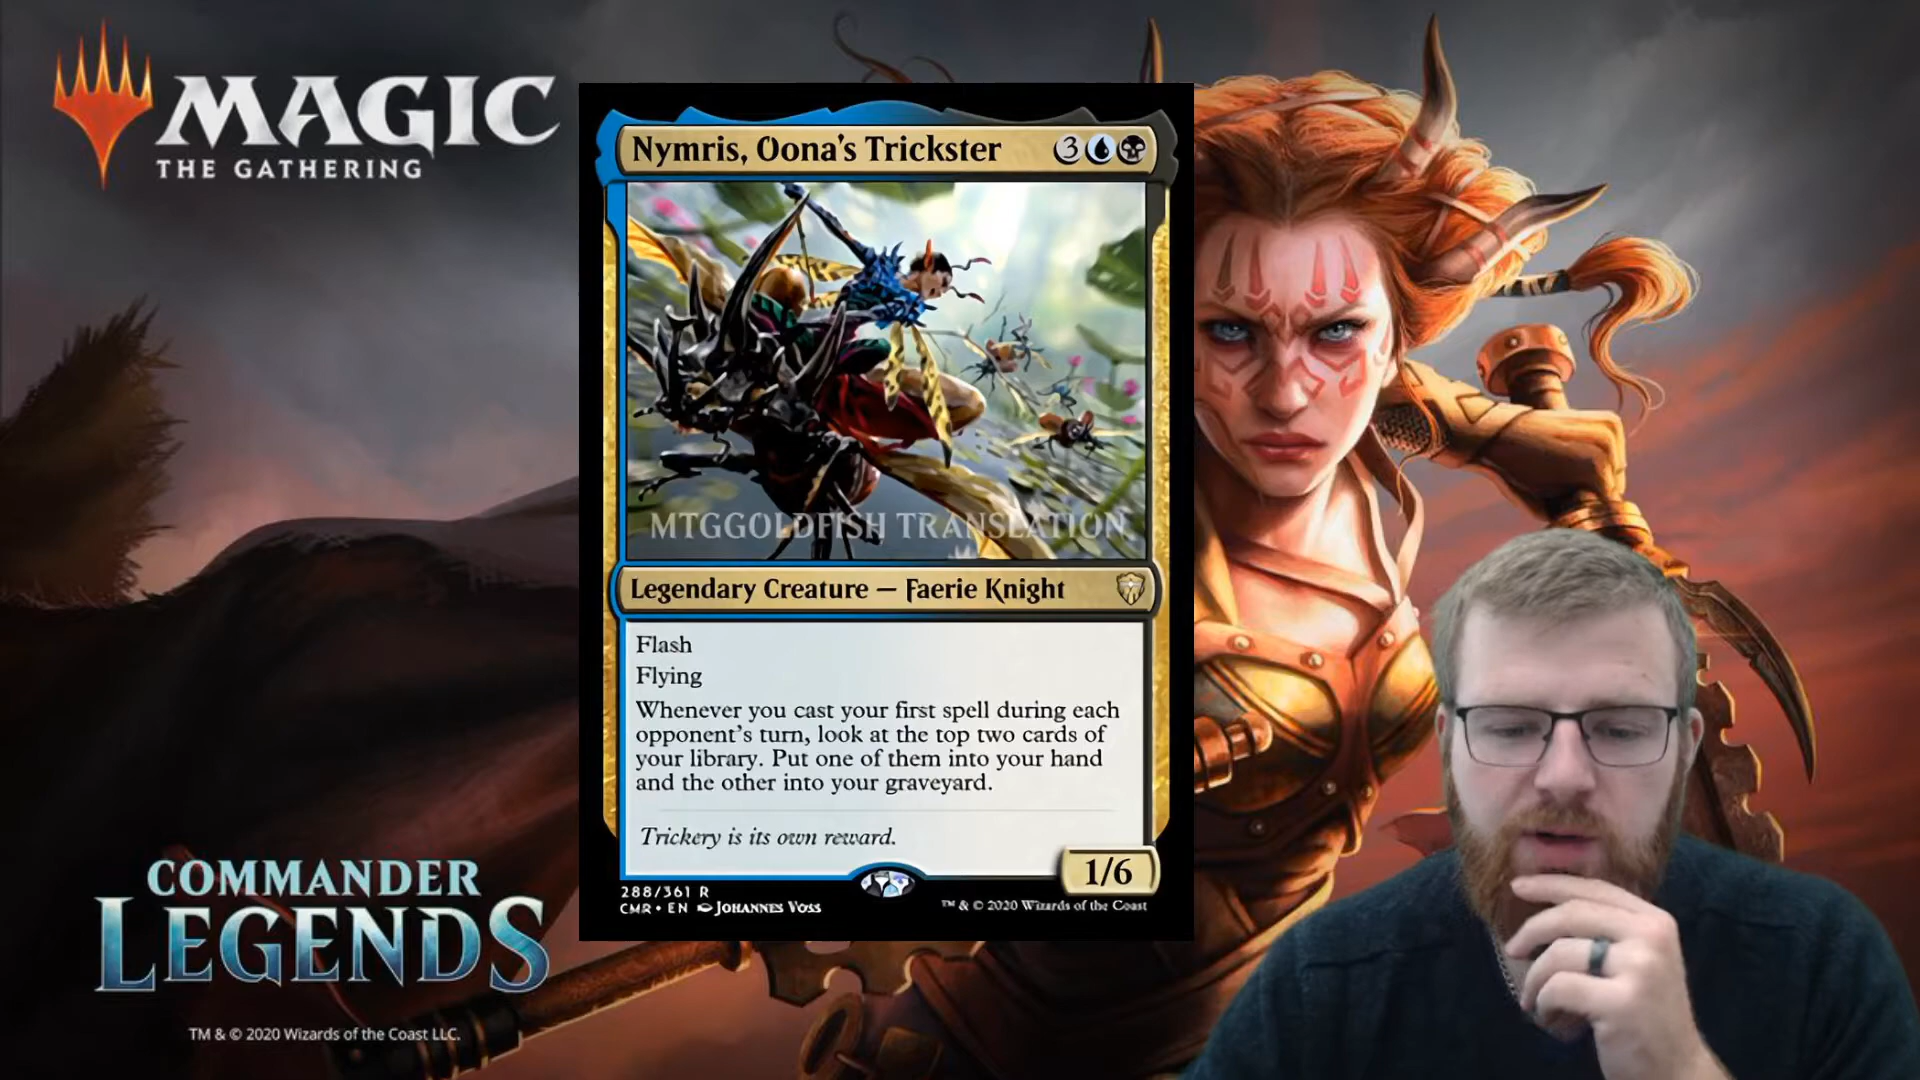 MAGIC
THE GATHERING
Nymris, Oona's Trickster 3
MTGGOLDFISH TRANSLATION
Legendary Creature — Faerie Knight
Flash
Flying
Whenever you cast your first spell during each
opponent's turn, look at the top two cards of
your library. Put one of them into your hand
and the other into your graveyard.
Trickery is its own reward.
1/6
288/361 R
CMR • EN Johannes Voss
™ & © 2020 Wizards of the Coast
COMMANDER
LEGENDS
TM & © 2020 Wizards of the Coast LLC.